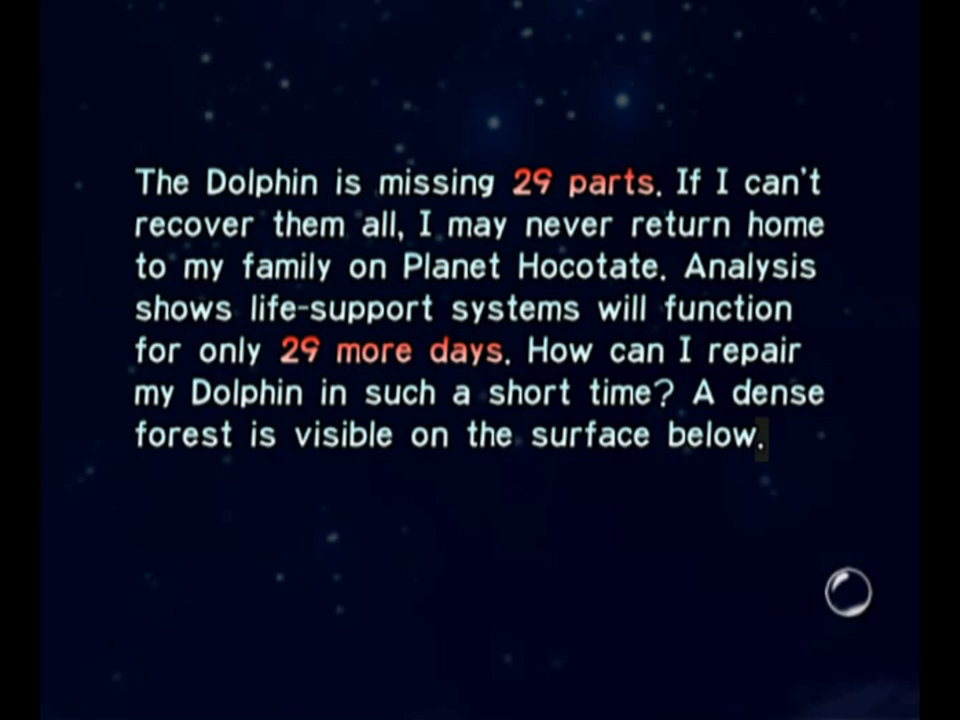 The Dolphin is missing 29 parts. If I can't
recover them all, I may never return home
to my family on Planet Hocotate. Analysis
shows life-support systems will function
for only 29 more days. How can I repair
my Dolphin in such a short time? A dense
forest is visible on the surface below.